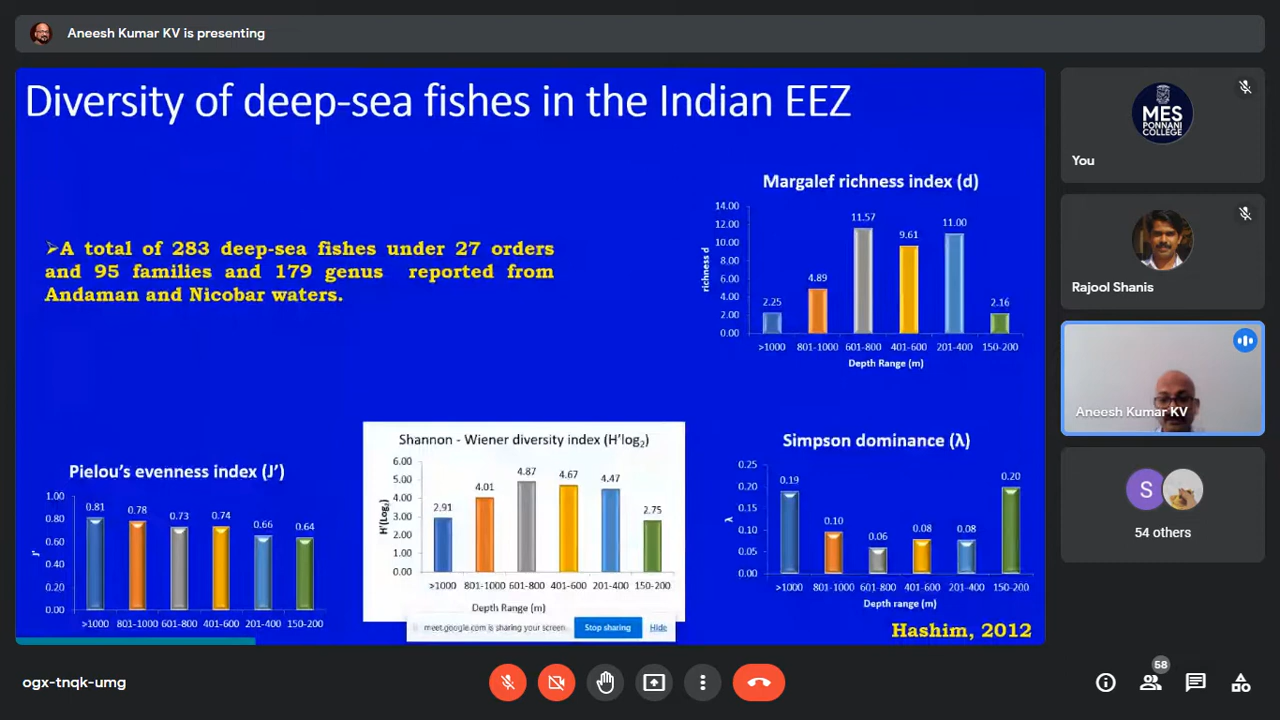 Aneesh Kumar KV is presenting
Diversity of deep-sea fishes in the Indian EEZ
➢A total of 283 deep-sea fishes under 27 orders
and 95 families and 179 genus reported from
Andaman and Nicobar waters.
Margalef richness index (d)
richness d
14.00
12.00
10.00
8.00
6.00
4.00
2.00
0.00
2.25
4.89
11.57
9.61
11.00
2.16
>1000 801-1000 601-800 401-600 201-400 150-200
Depth Range (m)
Pielou's evenness index (J')
J'
1.00
0.80
0.60
0.40
0.20
0.00
0.81
0.78
0.73
0.74
0.66
0.64
>1000 801-1000 601-800 401-600 201-400 150-200
Shannon - Wiener diversity index (H'log2)
H'(Log2)
6.00
5.00
4.00
3.00
2.00
1.00
0.00
2.91
4.01
4.87
4.67
4.47
2.75
>1000 801-1000 601-800 401-600 201-400 150-200
Depth Range (m)
meet.google.com is sharing your screen. Stop sharing Hide
Simpson dominance (λ)
λ
0.25
0.20
0.15
0.10
0.05
0.00
0.19
0.10
0.06
0.08
0.08
0.20
>1000 801-1000 601-800 401-600 201-400 150-200
Depth range (m)
Hashim, 2012
MES
PONNANI
COLLEGE
You
Rajool Shanis
Aneesh Kumar KV
S
54 others
ogx-tnqk-umg
58